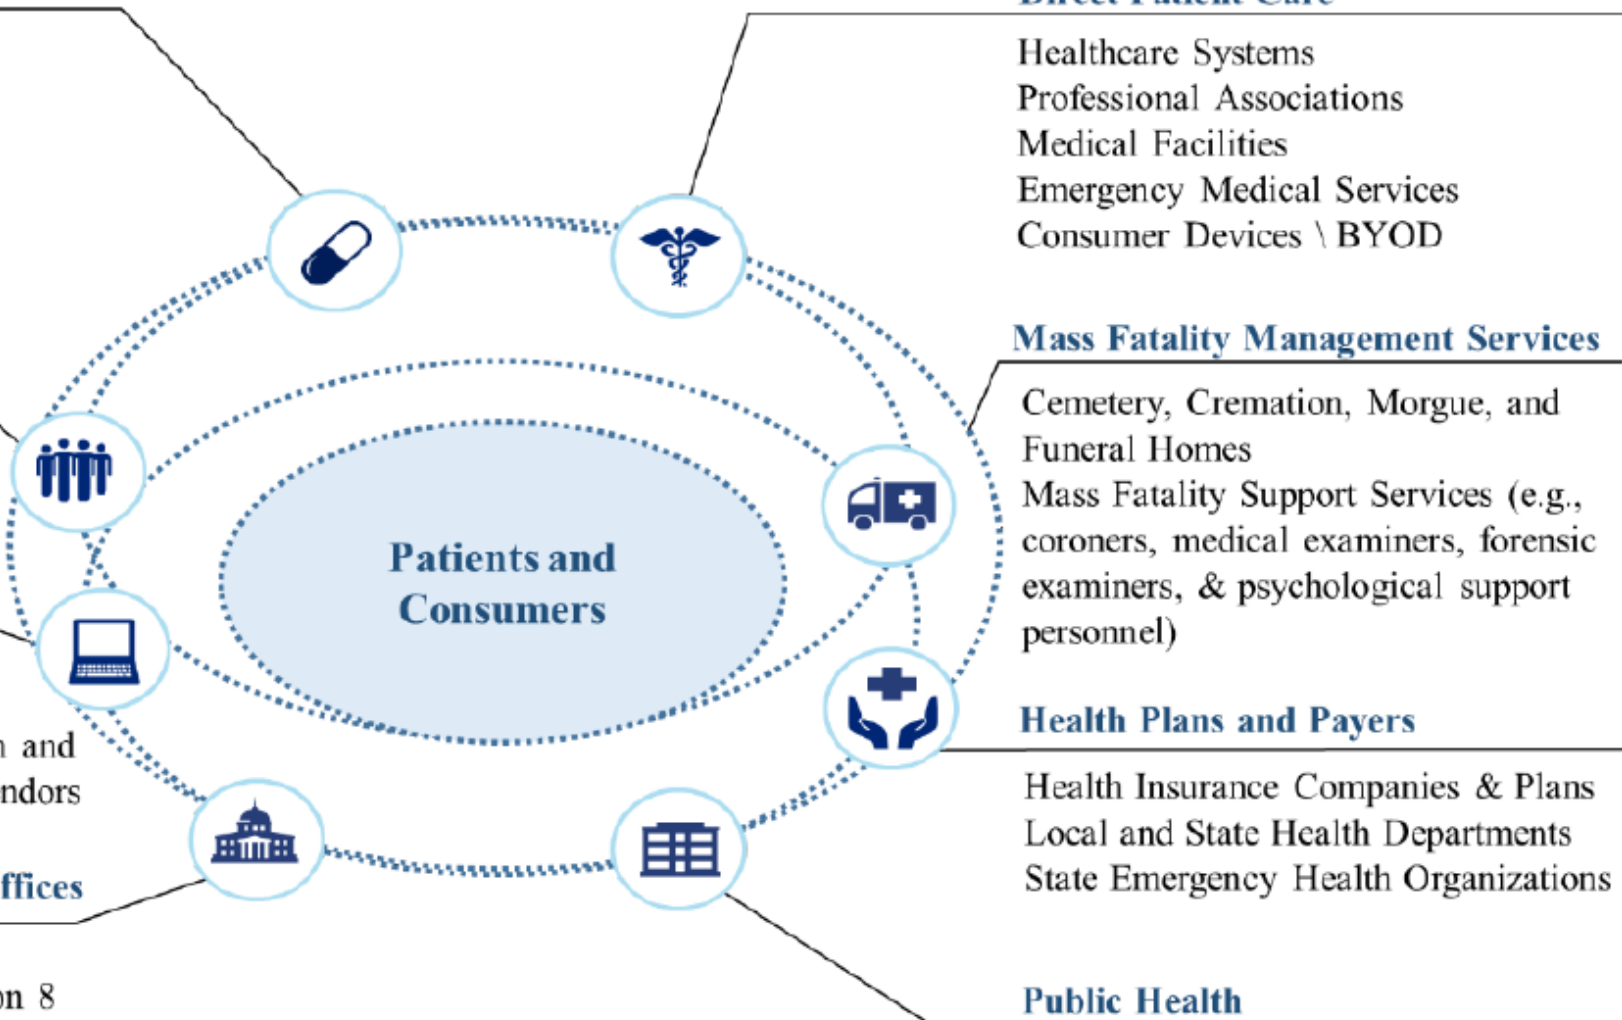 Direct Patient Care
Healthcare Systems
Professional Associations
Medical Facilities
Emergency Medical Services
Consumer Devices \ BYOD
Mass Fatality Management Services
Cemetery, Cremation, Morgue, and
Funeral Homes
Mass Fatality Support Services (e.g.,
coroners, medical examiners, forensic
examiners, & psychological support
personnel)
Patients and
Consumers
Health Plans and Payers
Health Insurance Companies & Plans
Local and State Health Departments
State Emergency Health Organizations
and
ndors
ffices
on 8
Public Health